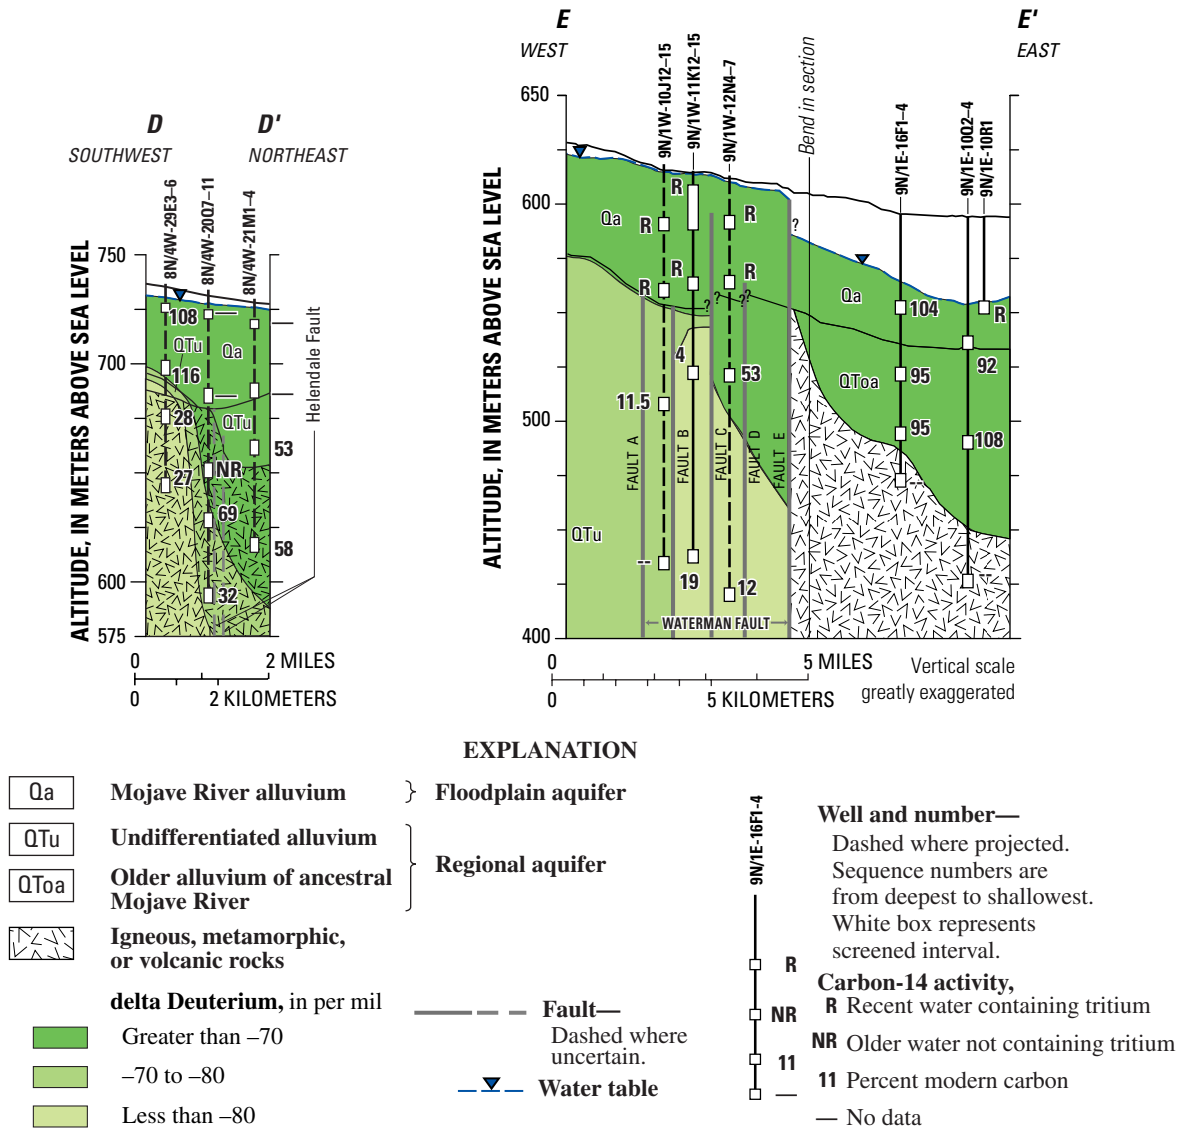 D
D'
SOUTHWEST
NORTHEAST
8N/4W-29E3–6
8N/4W-20Q7–11
8N/4W-21M1–4
ALTITUDE, IN METERS ABOVE SEA LEVEL
750
700
600
575
108
QTu
Qa
116
28
QTu
53
27
NR
69
58
32
Helendale Fault
0
2 MILES
0
2 KILOMETERS
E
E'
WEST
EAST
9N/1W-10J12–15
9N/1W-11K12–15
9N/1W-12N4–7
Bend in section
9N/1E-16F1–4
9N/1E-10Q2–4
9N/1E-10R1
ALTITUDE, IN METERS ABOVE SEA LEVEL
650
600
500
400
R
R
R
Qa
?
R
R
R
? ? ? ?
Qa
104
R
4
53
92
11.5
QToa
95
95
108
FAULT A
FAULT B
FAULT C
FAULT D
FAULT E
QTu
--
19
12
--
--
WATERMAN FAULT
0
5 MILES
0
5 KILOMETERS
Vertical scale
greatly exaggerated
EXPLANATION
Qa Mojave River alluvium Floodplain aquifer
QTu Undifferentiated alluvium
Regional aquifer
QToa Older alluvium of ancestral
Mojave River
Igneous, metamorphic,
or volcanic rocks
delta Deuterium, in per mil
Greater than –70
–70 to –80
Less than –80
Fault—
Dashed where
uncertain.
Water table
9N/1E-16F1-4
R
NR
11
—
Well and number—
Dashed where projected.
Sequence numbers are
from deepest to shallowest.
White box represents
screened interval.
Carbon-14 activity,
R Recent water containing tritium
NR Older water not containing tritium
11 Percent modern carbon
— No data